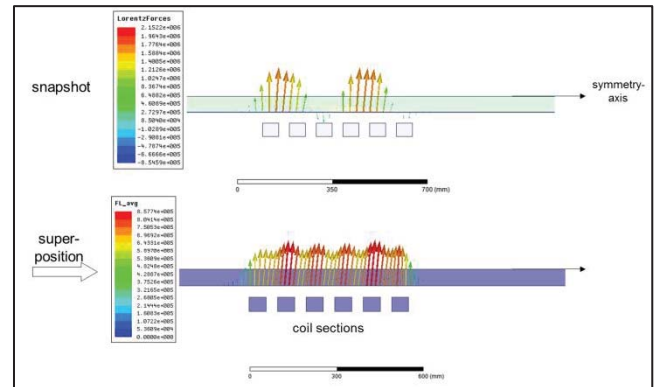 LorentzForces
2.1522e+006
1.9643e+006
1.7764e+006
1.5884e+006
1.4005e+006
1.2126e+006
1.0247e+006
8.3674e+005
6.4882e+005
4.6089e+005
2.7297e+005
8.5040e+004
-1.0289e+005
-2.9081e+005
-4.7874e+005
-6.6666e+005
-8.5459e+005
snapshot
symmetry-
axis
0 350 700 (mm)
FL_avg
8.5774e+005
8.0414e+005
7.5053e+005
6.9692e+005
6.4331e+005
5.8970e+005
5.3609e+005
4.8248e+005
4.2887e+005
3.7526e+005
3.2165e+005
2.6805e+005
2.1444e+005
1.6083e+005
1.0722e+005
5.3609e+004
0.0000e+000
super-
position
coil sections
0 300 600 (mm)